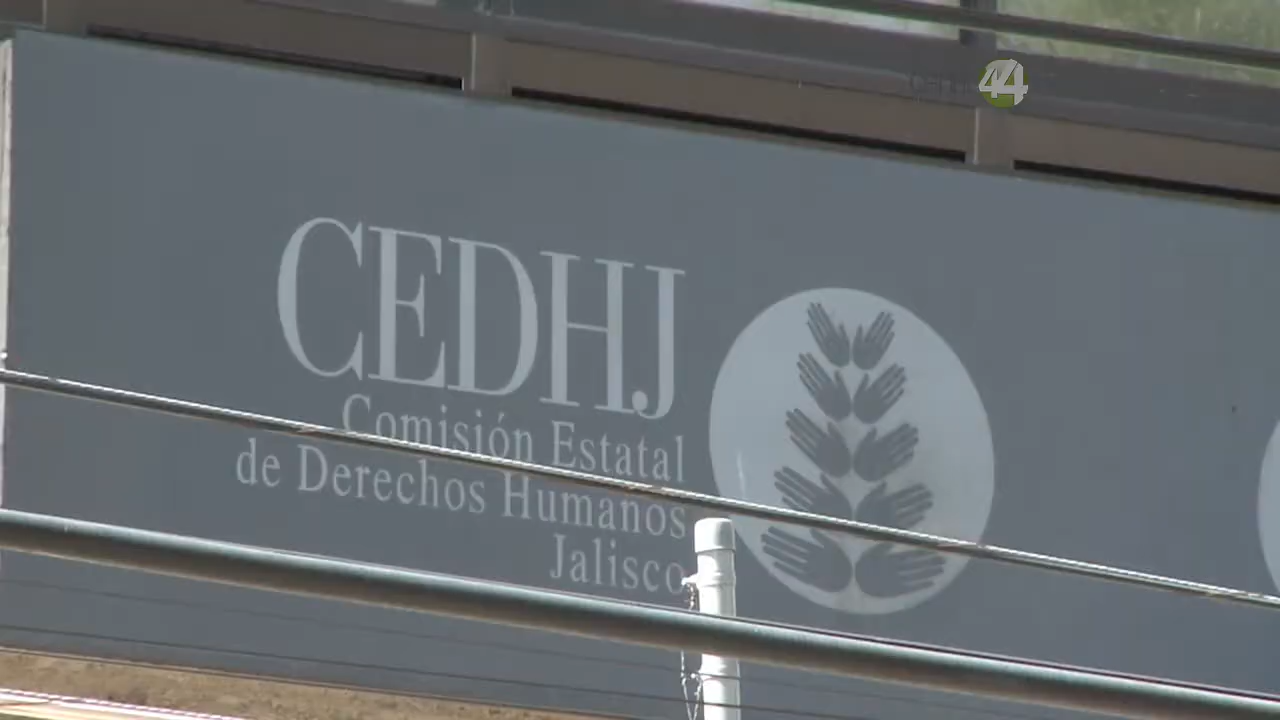 44
CEDHJ
Comisión Estatal
de Derechos Humanos
Jalisco